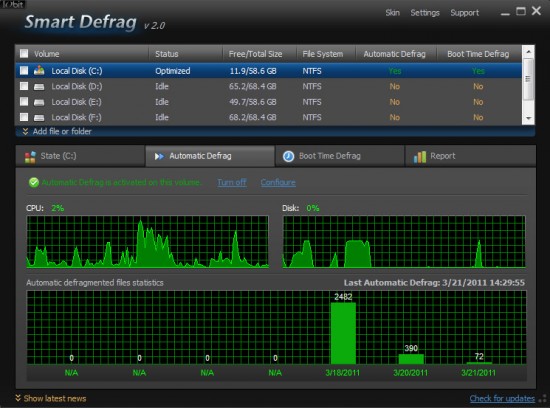 IObit
Smart Defrag v 2.0
Skin Settings Support
Volume Status Free/Total Size File System Automatic Defrag Boot Time Defrag
Local Disk (C:) Optimized 11.9/58.6 GB NTFS Yes Yes
Local Disk (D:) Idle 65.2/68.4 GB NTFS No No
Local Disk (E:) Idle 49.7/58.6 GB NTFS No No
Local Disk (F:) Idle 68.2/68.4 GB NTFS No No
Add file or folder
State (C:) Automatic Defrag Boot Time Defrag Report
Automatic Defrag is activated on this volume. Turn off Configure
CPU: 2% Disk: 0%
Automatic defragmented files statistics Last Automatic Defrag: 3/21/2011 14:29:55
0 0 0 0 2482 390 72
N/A N/A N/A N/A 3/18/2011 3/20/2011 3/21/2011
Show latest news Check for updates